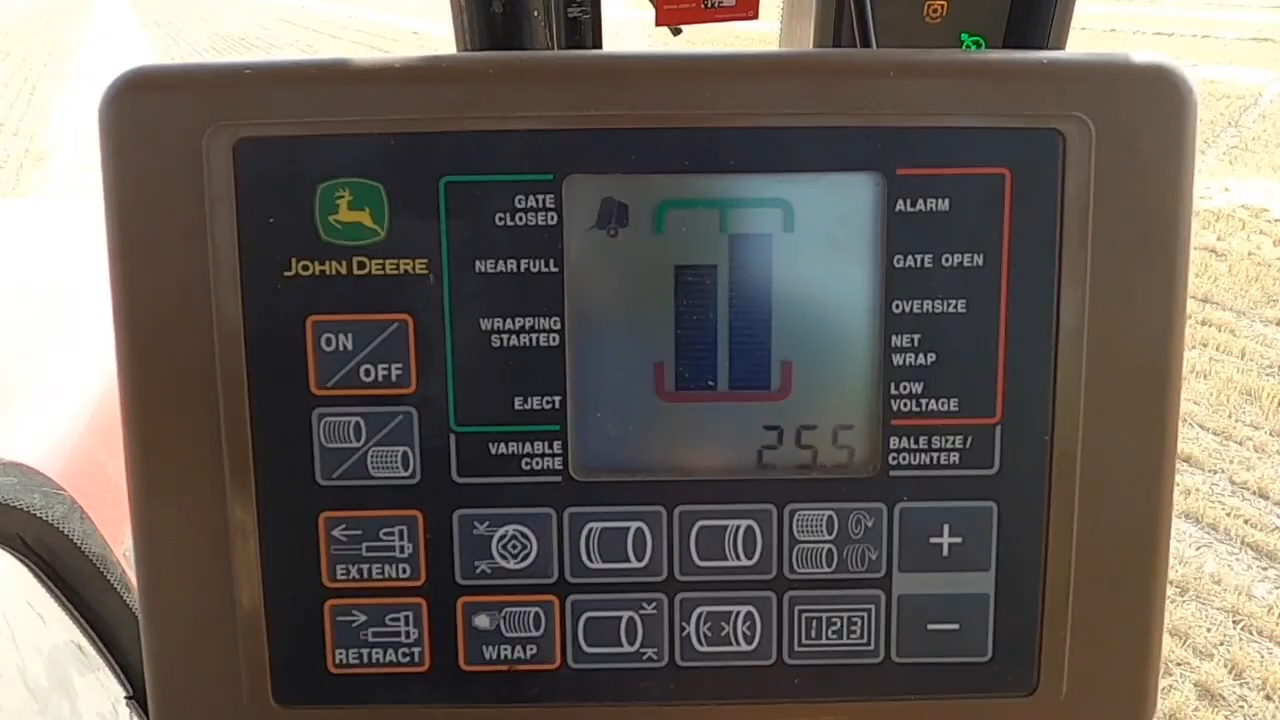 JOHN DEERE
ON
OFF
EXTEND
RETRACT
GATE
CLOSED
NEAR FULL
WRAPPING
STARTED
EJECT
VARIABLE
CORE
25.5
ALARM
GATE OPEN
OVERSIZE
NET
WRAP
LOW
VOLTAGE
BALE SIZE /
COUNTER
+
WRAP
123
−